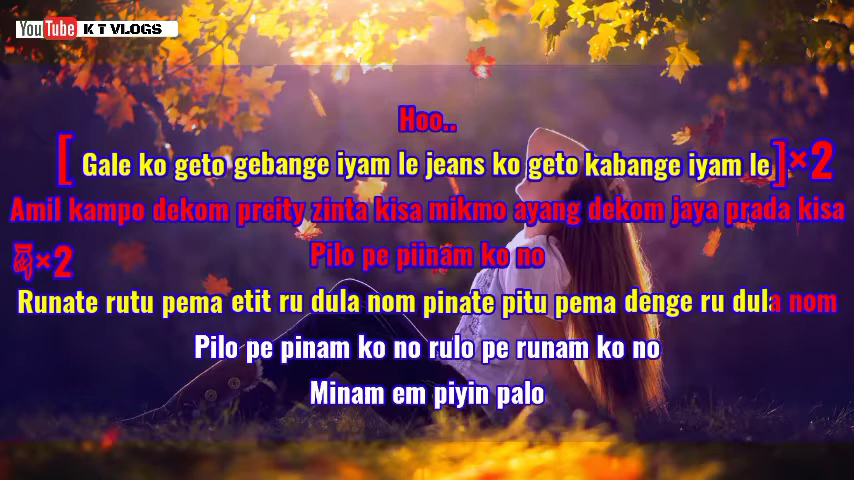 YouTube K T VLOGS
Hoo..
[ Gale ko geto gebange iyam le jeans ko geto kabange iyam le ]×2
Amil kampo dekom preity zinta kisa mikmo ayang dekom jaya prada kisa
Pilo pe piinam ko no
×2
Runate rutu pema etit ru dula nom pinate pitu pema denge ru dula nom
Pilo pe pinam ko no rulo pe runam ko no
Minam em piyin palo